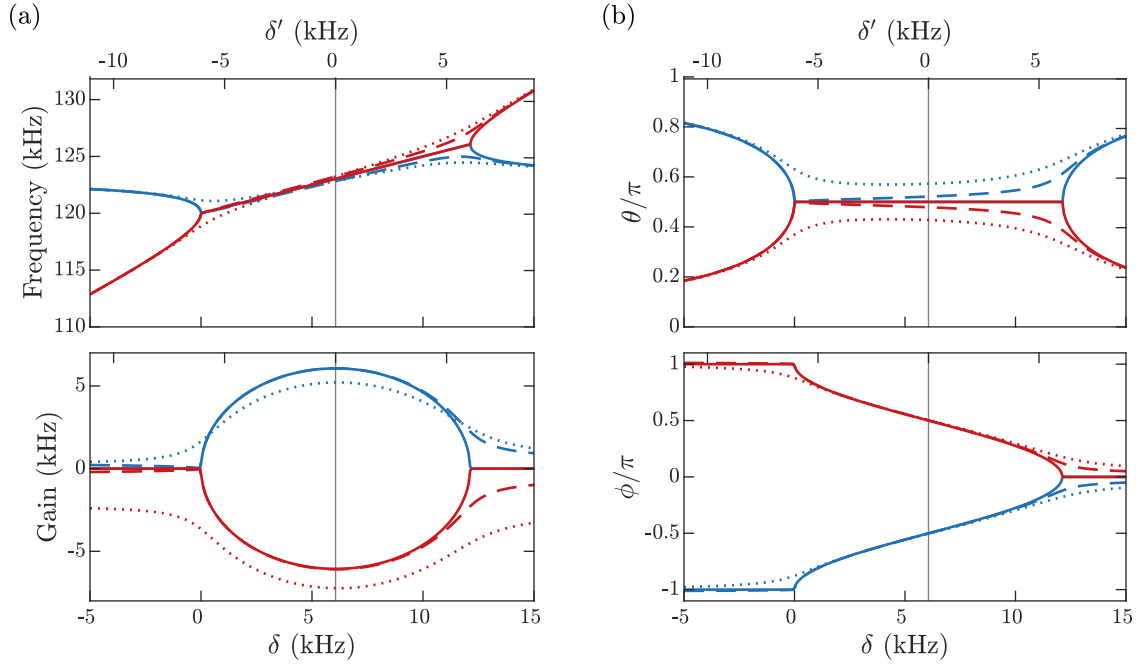 (a)
δ′ (kHz)
-10 -5 0 5
130
125
120
115
110
Frequency (kHz)
5
0
-5
Gain (kHz)
-5 0 5 10 15
δ (kHz)
(b)
δ′ (kHz)
-10 -5 0 5
1
0.8
0.6
0.4
0.2
0
θ/π
1
0.5
0
-0.5
-1
ϕ/π
-5 0 5 10 15
δ (kHz)